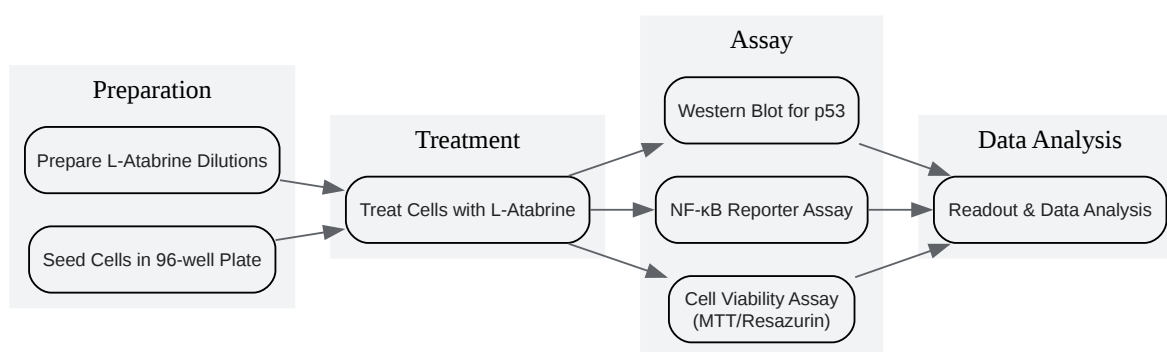 Preparation
Prepare L-Atabrine Dilutions
Seed Cells in 96-well Plate
Treatment
Treat Cells with L-Atabrine
Assay
Western Blot for p53
NF-κB Reporter Assay
Cell Viability Assay
(MTT/Resazurin)
Data Analysis
Readout & Data Analysis